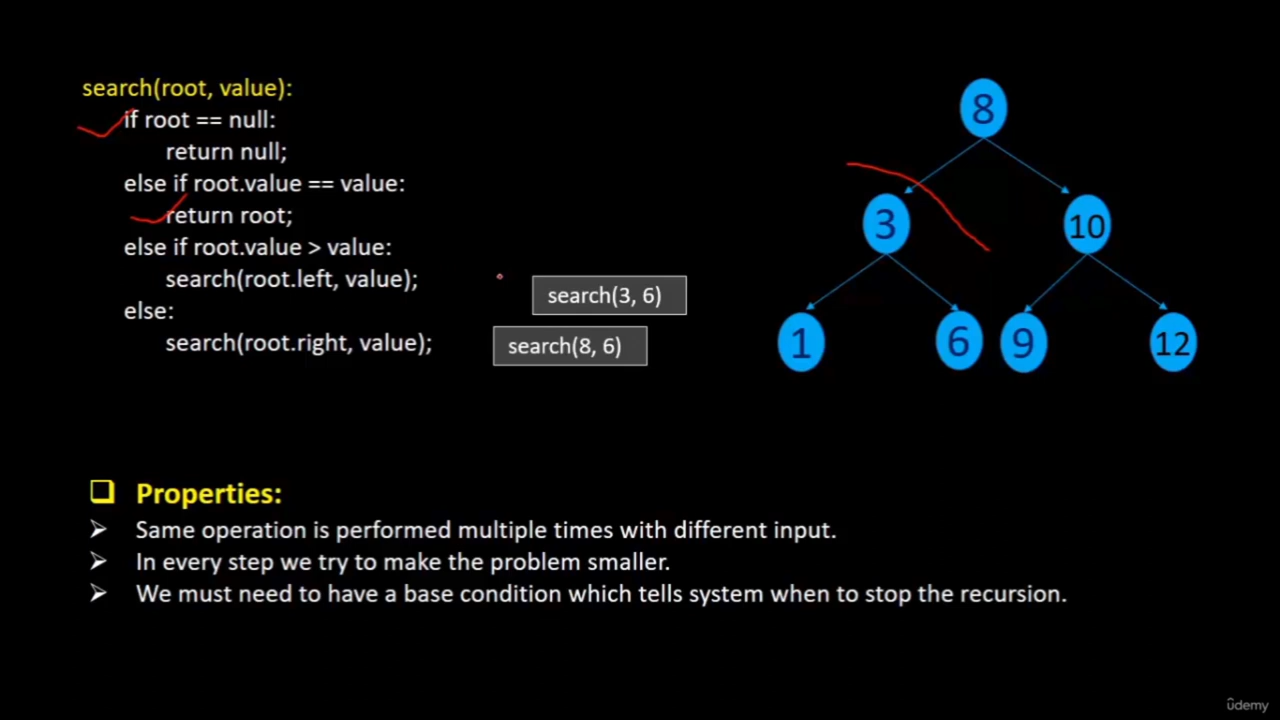 search(root, value):
if root == null:
return null;
else if root.value == value:
return root;
else if root.value > value:
search(root.left, value);
else:
search(root.right, value);
search(3, 6)
search(8, 6)
8
3
10
1
6
9
12
Properties:
Same operation is performed multiple times with different input.
In every step we try to make the problem smaller.
We must need to have a base condition which tells system when to stop the recursion.
ûdemy